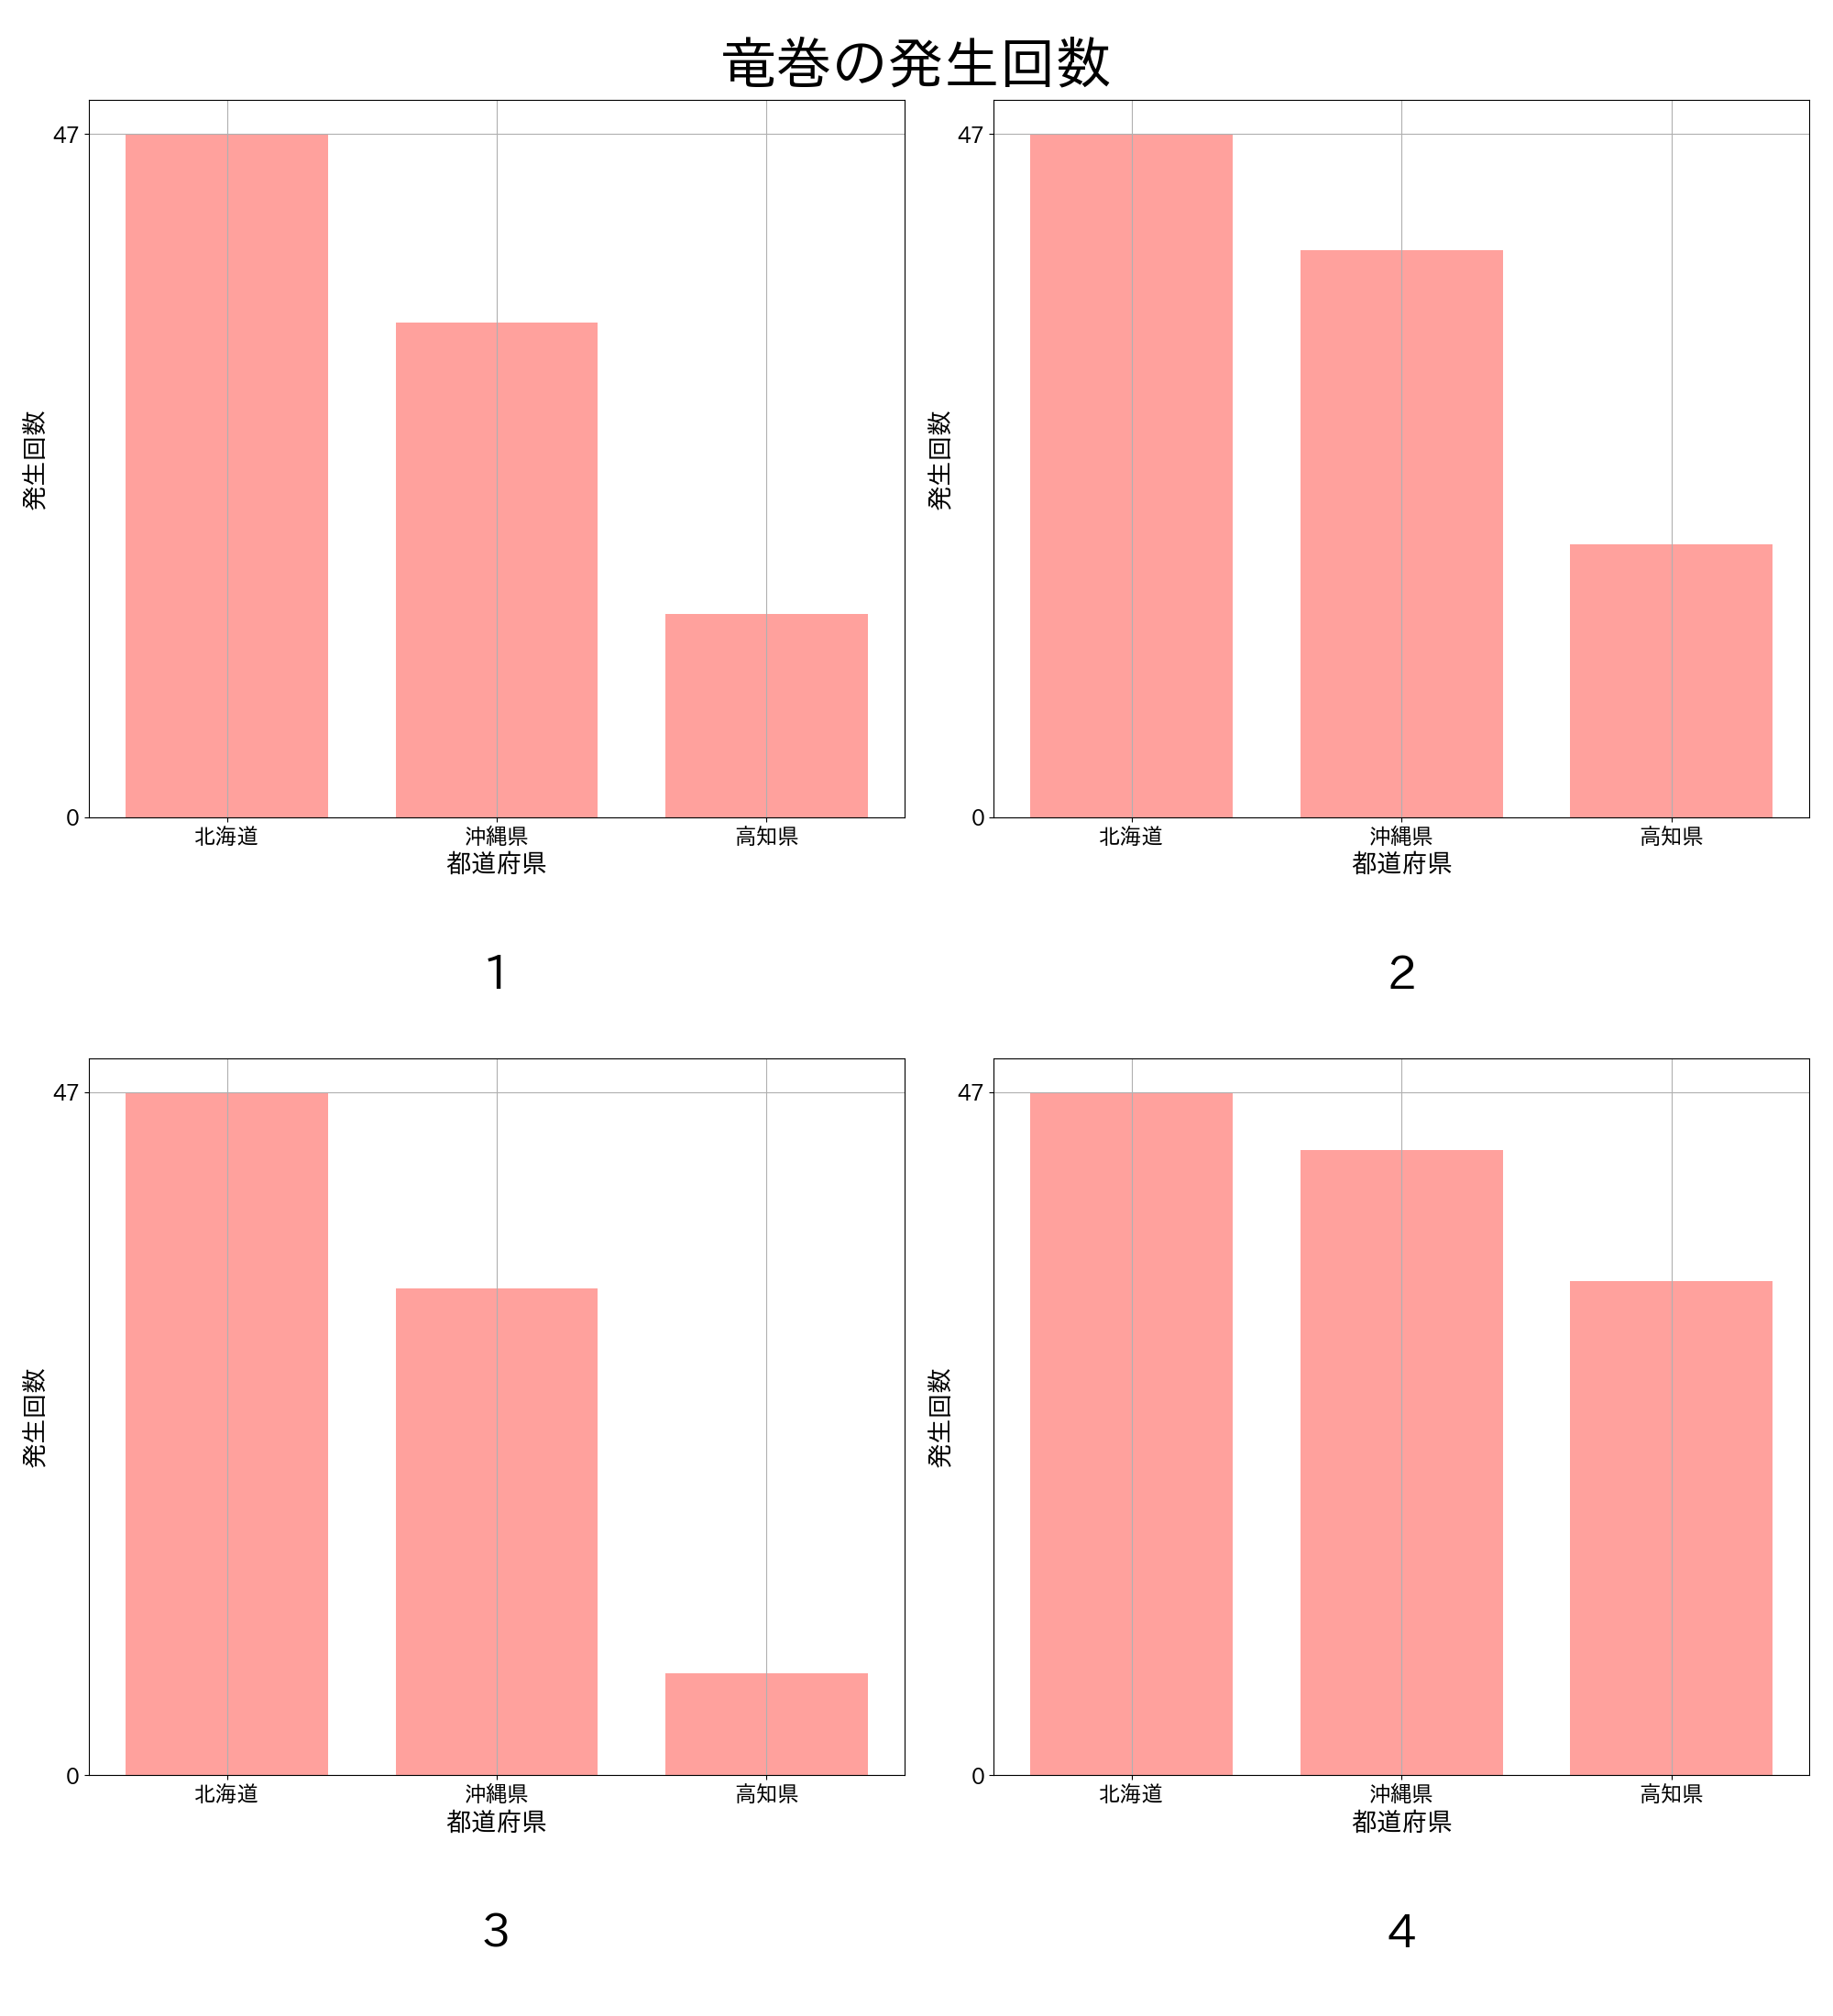 竜巻の発生回数
47
0
発生回数
北海道 沖縄県 高知県
都道府県
1
47
0
発生回数
北海道 沖縄県 高知県
都道府県
2
47
0
発生回数
北海道 沖縄県 高知県
都道府県
3
47
0
発生回数
北海道 沖縄県 高知県
都道府県
4